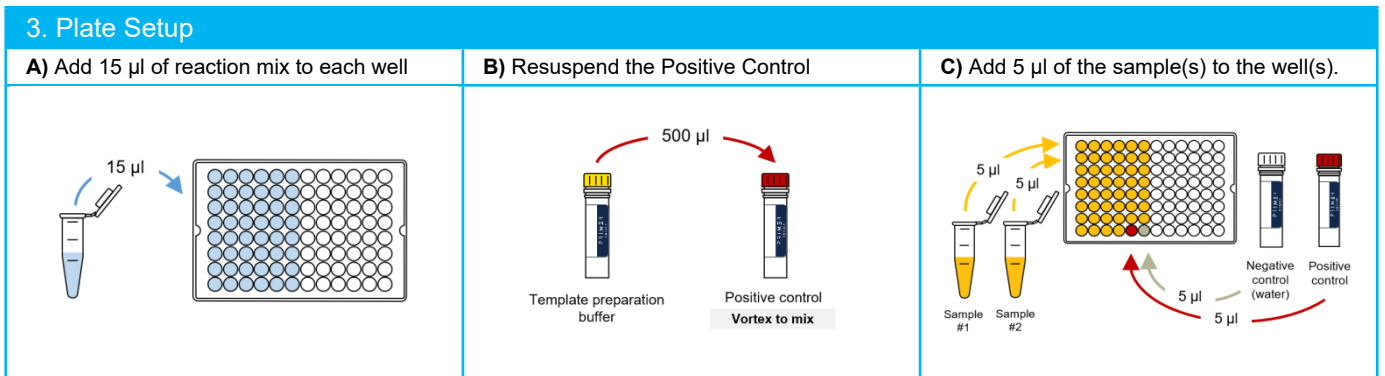 3. Plate Setup
A) Add 15 µl of reaction mix to each well
B) Resuspend the Positive Control
C) Add 5 µl of the sample(s) to the well(s).
15 µl
500 µl
Template preparation
buffer
Positive control
Vortex to mix
5 µl
5 µl
Sample
#1
Sample
#2
Negative
control
(water)
Positive
control
5 µl
5 µl